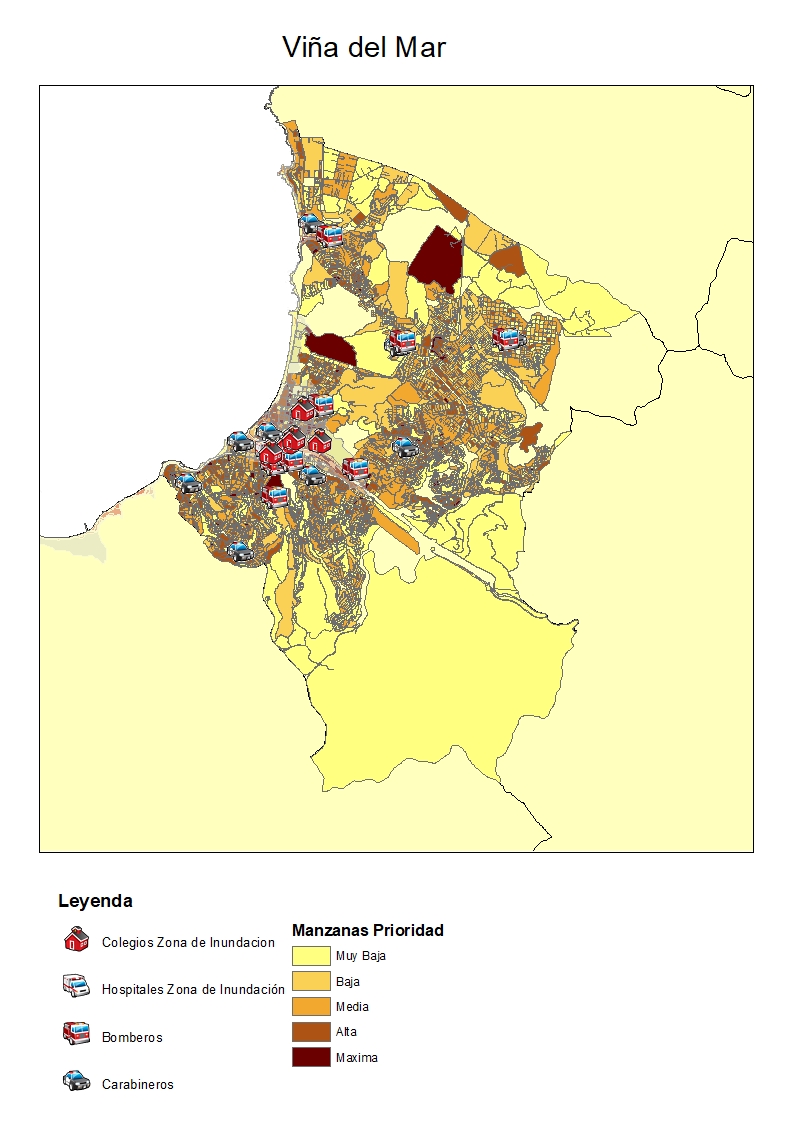 Viña del Mar
Leyenda
Colegios Zona de Inundacion
Hospitales Zona de Inundación
Bomberos
Carabineros
Manzanas Prioridad
Muy Baja
Baja
Media
Alta
Maxima